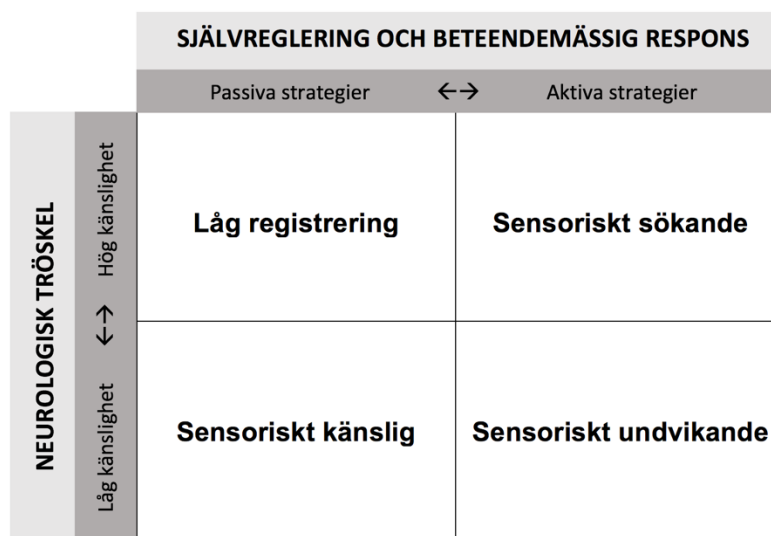 SJÄLVREGLERING OCH BETEENDEMÄSSIG RESPONS
Passiva strategier ←→ Aktiva strategier
NEUROLOGISK TRÖSKEL
Hög känslighet
←→
Låg känslighet
Låg registrering
Sensoriskt sökande
Sensoriskt känslig
Sensoriskt undvikande